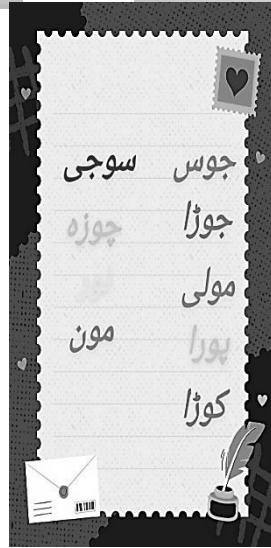 جوس سوجی
جوڑا چوزہ
مولی
پورا مون
کوڑا